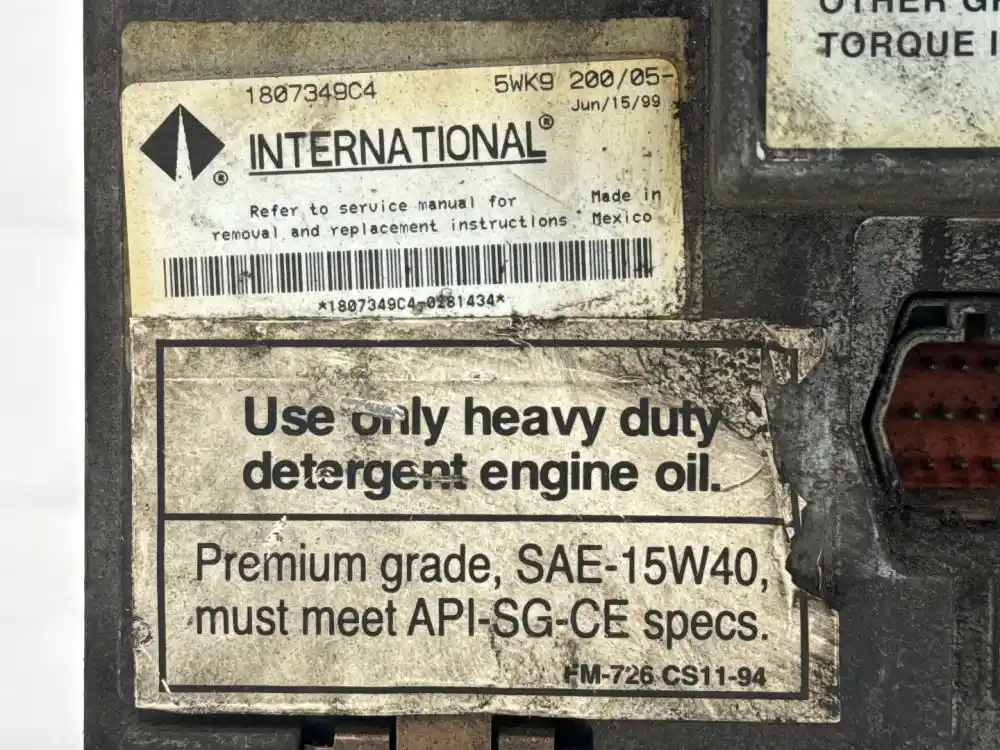 1807349C4 5WK9 200/05-
Jun/15/99
INTERNATIONAL®
®
Refer to service manual for
removal and replacement instructions
Made in
Mexico
*1807349C4-0281434*
Use only heavy duty
detergent engine oil.
Premium grade, SAE-15W40,
must meet API-SG-CE specs.
FM-726 CS11-94
OTHER
TORQUE